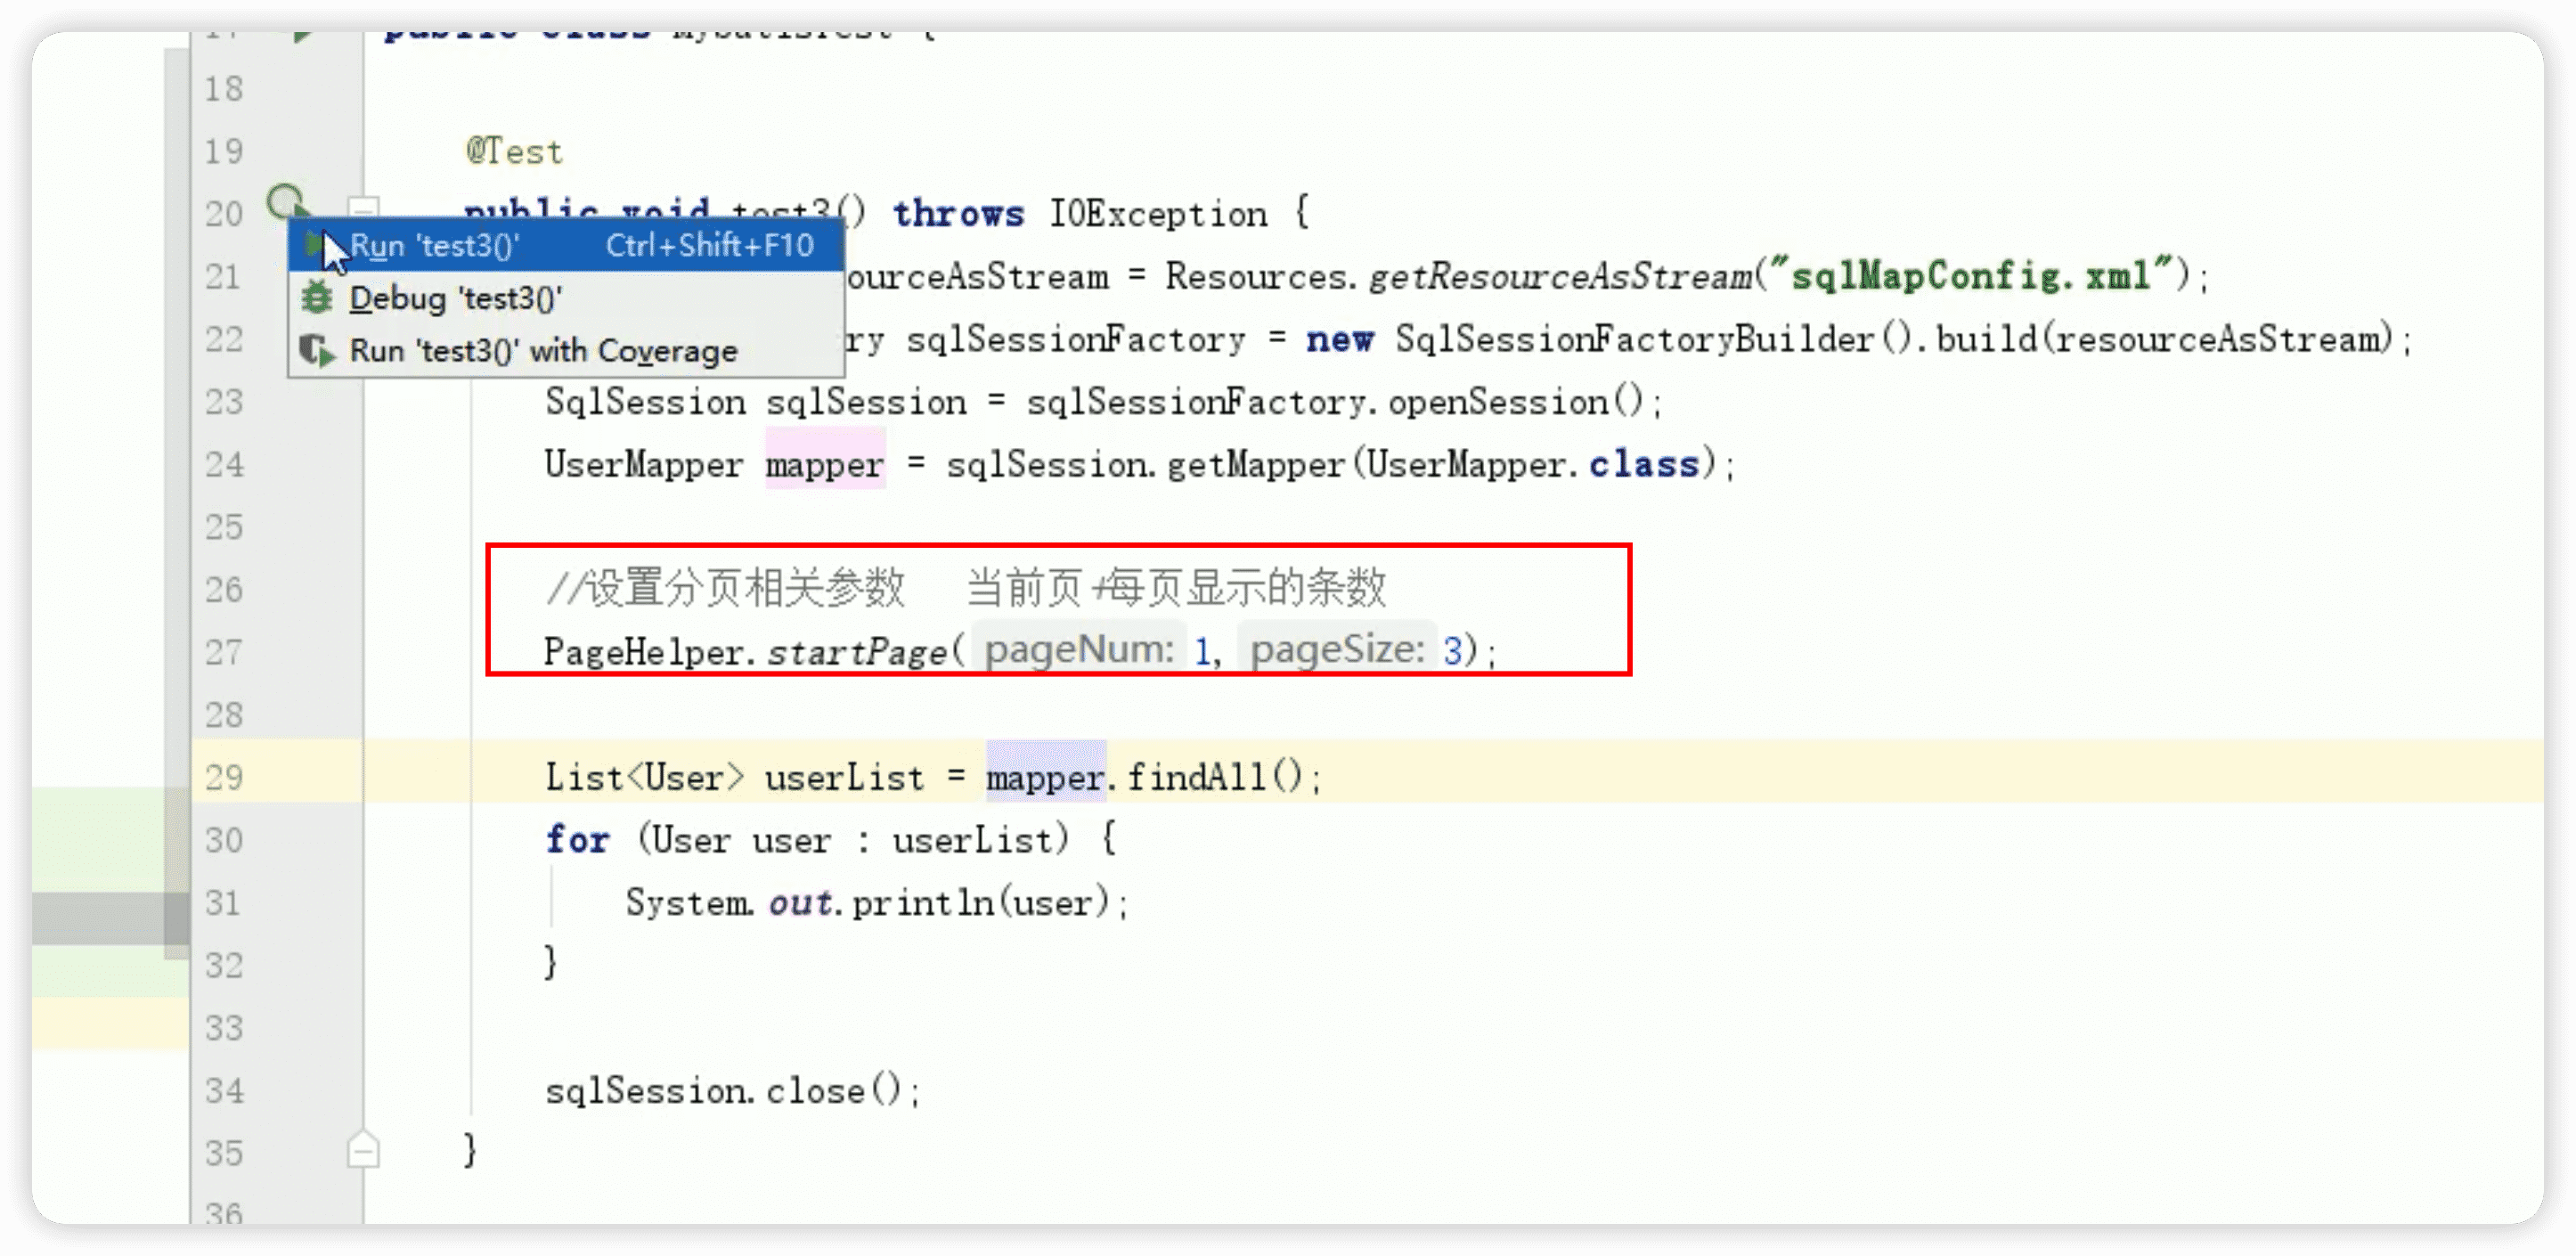 17 public class MybatisTest {
18
19 @Test
20 public void test3() throws IOException {
Run 'test3()' Ctrl+Shift+F10
21 ourceAsStream = Resources.getResourceAsStream("sqlMapConfig.xml");
Debug 'test3()'
22 ry sqlSessionFactory = new SqlSessionFactoryBuilder().build(resourceAsStream);
Run 'test3()' with Coverage
23 SqlSession sqlSession = sqlSessionFactory.openSession();
24 UserMapper mapper = sqlSession.getMapper(UserMapper.class);
25
26 //设置分页相关参数 当前页+每页显示的条数
27 PageHelper.startPage( pageNum: 1, pageSize: 3);
28
29 List<User> userList = mapper.findAll();
30 for (User user : userList) {
31 System.out.println(user);
32 }
33
34 sqlSession.close();
35 }
36